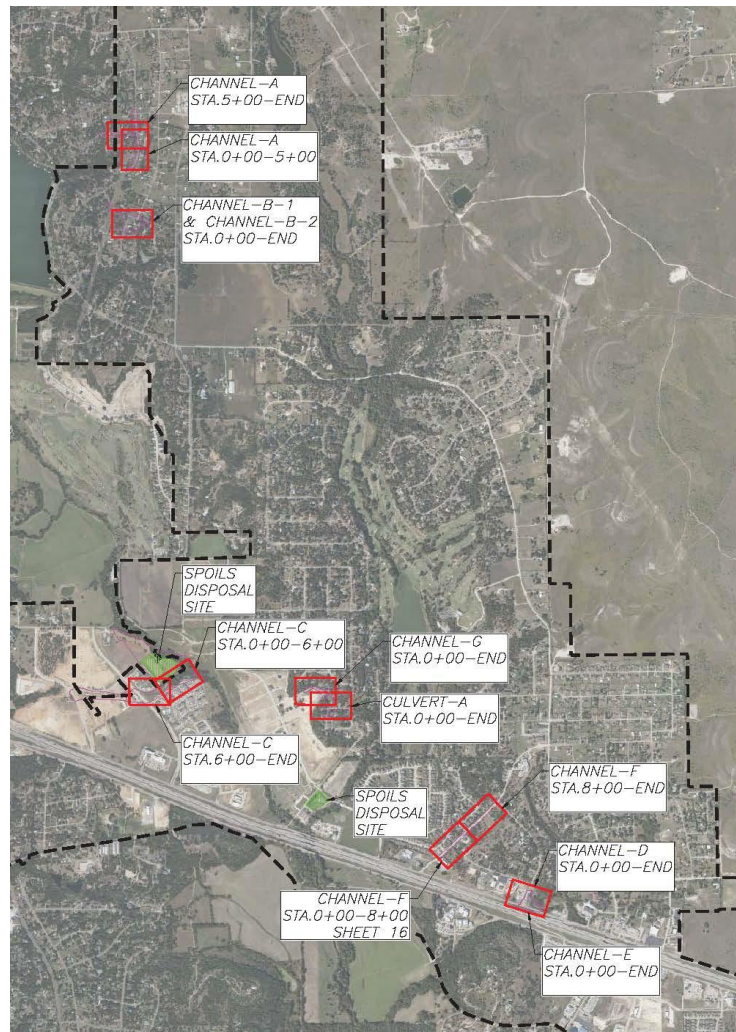 CHANNEL-A
STA.5+00-END
CHANNEL-A
STA.0+00-5+00
CHANNEL-B-1
& CHANNEL-B-2
STA.0+00-END
SPOILS
DISPOSAL
SITE
CHANNEL-C
STA.0+00-6+00
CHANNEL-G
STA.0+00-END
CULVERT-A
STA.0+00-END
CHANNEL-C
STA.6+00-END
CHANNEL-F
STA.8+00-END
SPOILS
DISPOSAL
SITE
CHANNEL-D
STA.0+00-END
CHANNEL-F
STA.0+00-8+00
SHEET 16
CHANNEL-E
STA.0+00-END